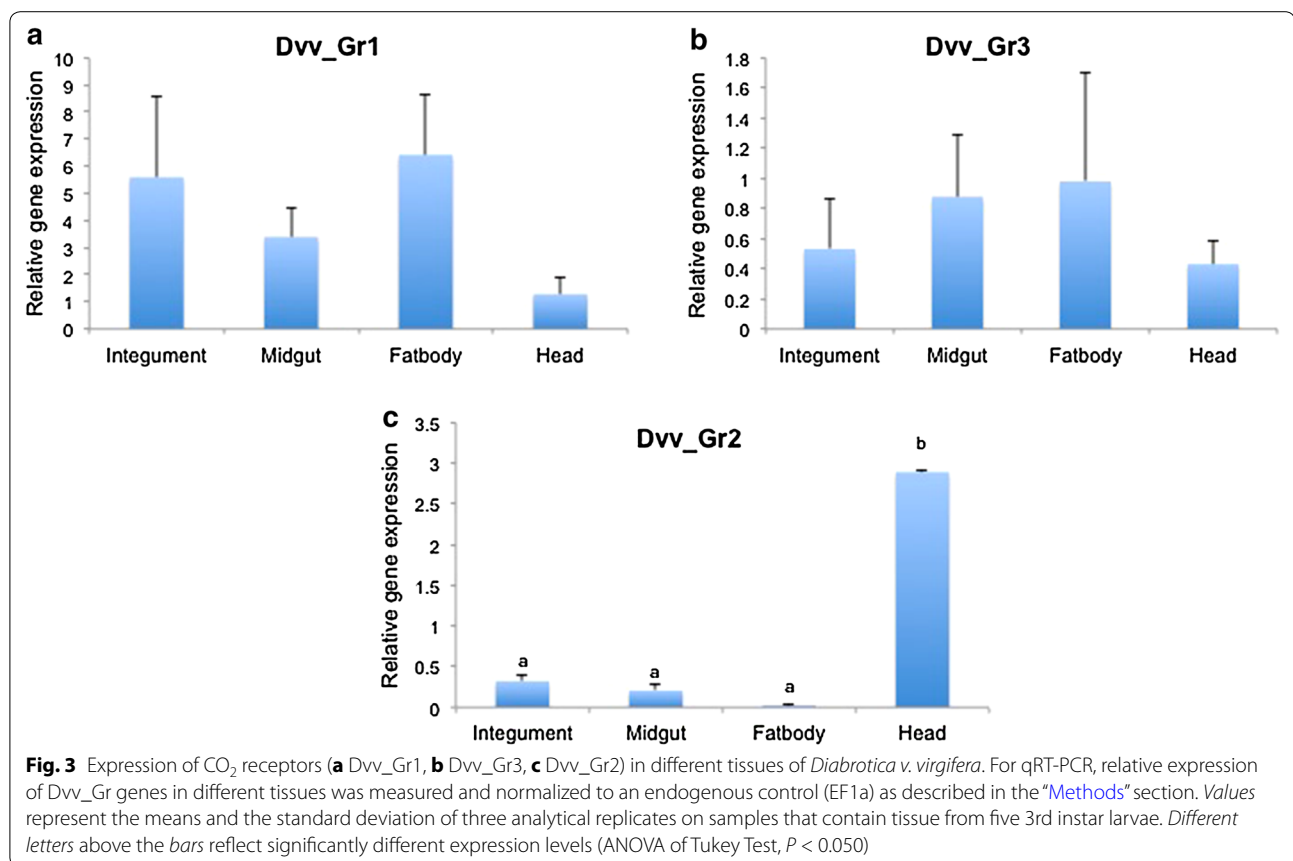 a
Dvv_Gr1
Relative gene expression
10
9
8
7
6
5
4
3
2
1
0
Integument Midgut Fatbody Head
b
Dvv_Gr3
Relative gene expression
1.8
1.6
1.4
1.2
1
0.8
0.6
0.4
0.2
0
Integument Midgut Fatbody Head
c
Dvv_Gr2
Relative gene expression
3.5
3
2.5
2
1.5
1
0.5
0
a a a b
Integument Midgut Fatbody Head
Fig. 3 Expression of CO₂ receptors (a Dvv_Gr1, b Dvv_Gr3, c Dvv_Gr2) in different tissues of Diabrotica v. virgifera. For qRT-PCR, relative expression
of Dvv_Gr genes in different tissues was measured and normalized to an endogenous control (EF1a) as described in the “Methods” section. Values
represent the means and the standard deviation of three analytical replicates on samples that contain tissue from five 3rd instar larvae. Different
letters above the bars reflect significantly different expression levels (ANOVA of Tukey Test, P < 0.050)